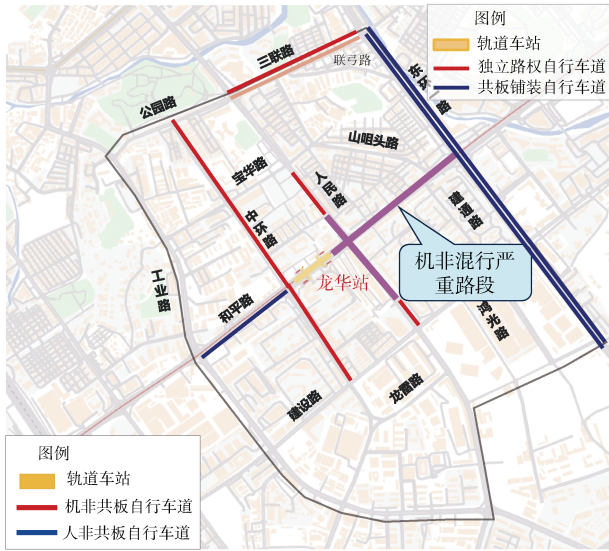 图例
轨道车站
独立路权自行车道
共板铺装自行车道
三联路
联弓路
东环
路
公园路
山咀头路
宝华路
人民路
中环路
建通路
机非混行严
重路段
龙华站
工业路
和平路
鸿光路
龙观路
建设路
图例
轨道车站
机非共板自行车道
人非共板自行车道